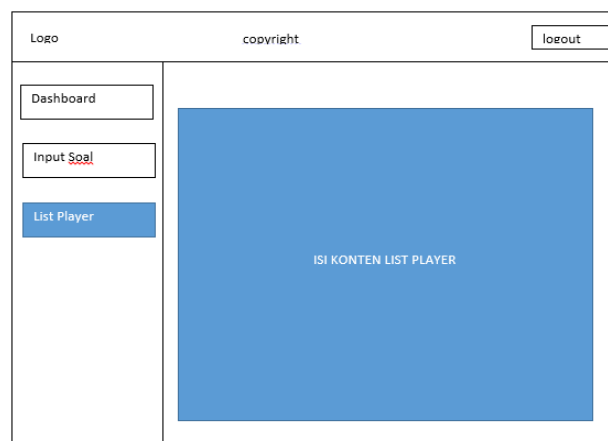 Logo
copyright
logout
Dashboard
Input Soal
List Player
ISI KONTEN LIST PLAYER